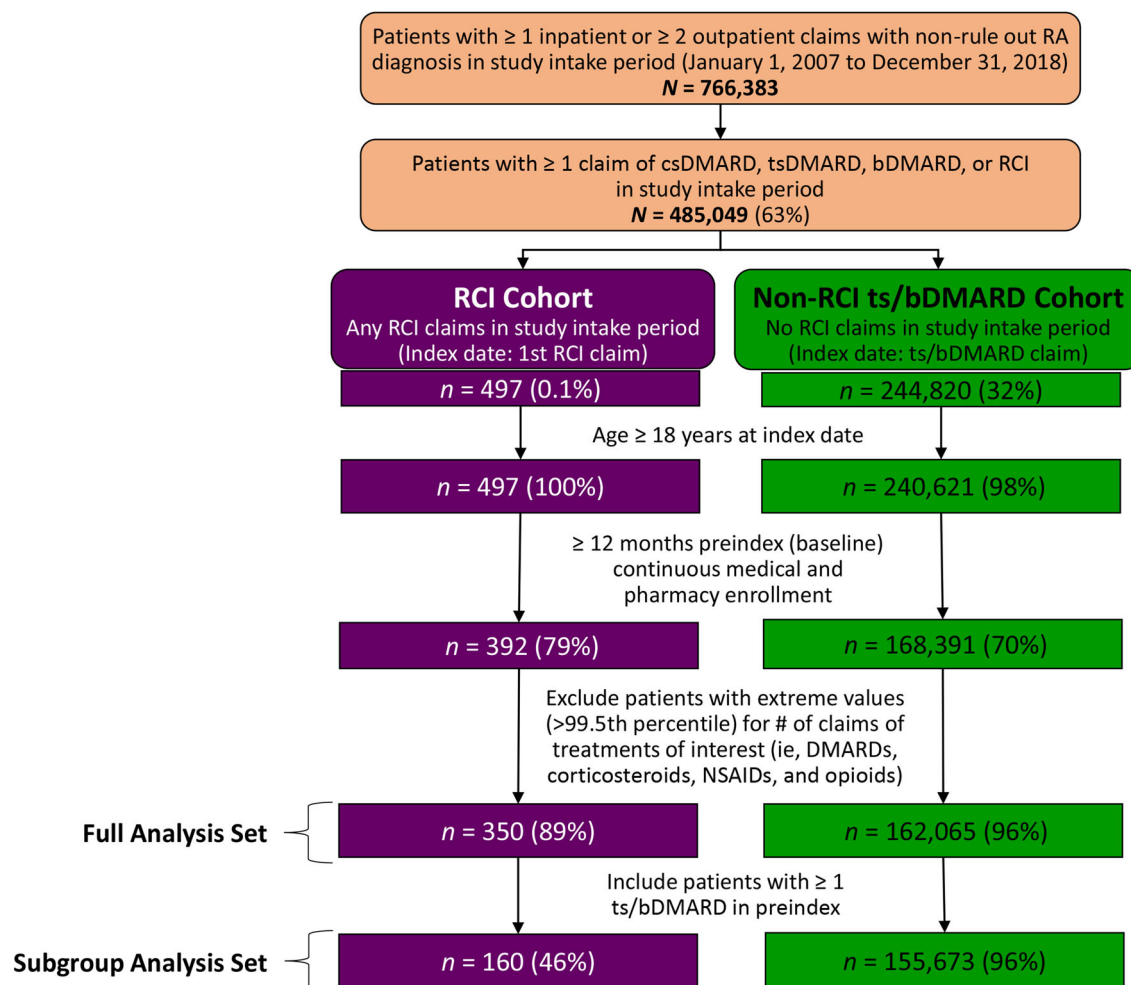 Patients with ≥ 1 inpatient or ≥ 2 outpatient claims with non-rule out RA
diagnosis in study intake period (January 1, 2007 to December 31, 2018)
N = 766,383
Patients with ≥ 1 claim of csDMARD, tsDMARD, bDMARD, or RCI
in study intake period
N = 485,049 (63%)
RCI Cohort
Any RCI claims in study intake period
(Index date: 1st RCI claim)
n = 497 (0.1%)
Non-RCI ts/bDMARD Cohort
No RCI claims in study intake period
(Index date: ts/bDMARD claim)
n = 244,820 (32%)
Age ≥ 18 years at index date
n = 497 (100%)
n = 240,621 (98%)
≥ 12 months preindex (baseline)
continuous medical and
pharmacy enrollment
n = 392 (79%)
n = 168,391 (70%)
Exclude patients with extreme values
(>99.5th percentile) for # of claims of
treatments of interest (ie, DMARDs,
corticosteroids, NSAIDs, and opioids)
Full Analysis Set
n = 350 (89%)
n = 162,065 (96%)
Include patients with ≥ 1
ts/bDMARD in preindex
Subgroup Analysis Set
n = 160 (46%)
n = 155,673 (96%)